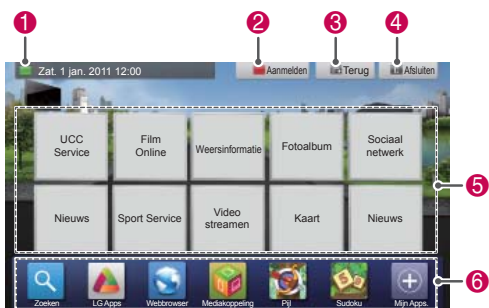 1 2 3 4
Zat. 1 jan. 2011 12:00 Aanmelden Terug Afsluiten
UCC Service
Film Online
Weersinformatie
Fotoalbum
Sociaal netwerk
5
Nieuws
Sport Service
Video streamen
Kaart
Nieuws
6
Zoeken LG Apps Webbrowser Mediakoppeling Pijl Sudoku Mijn Apps.